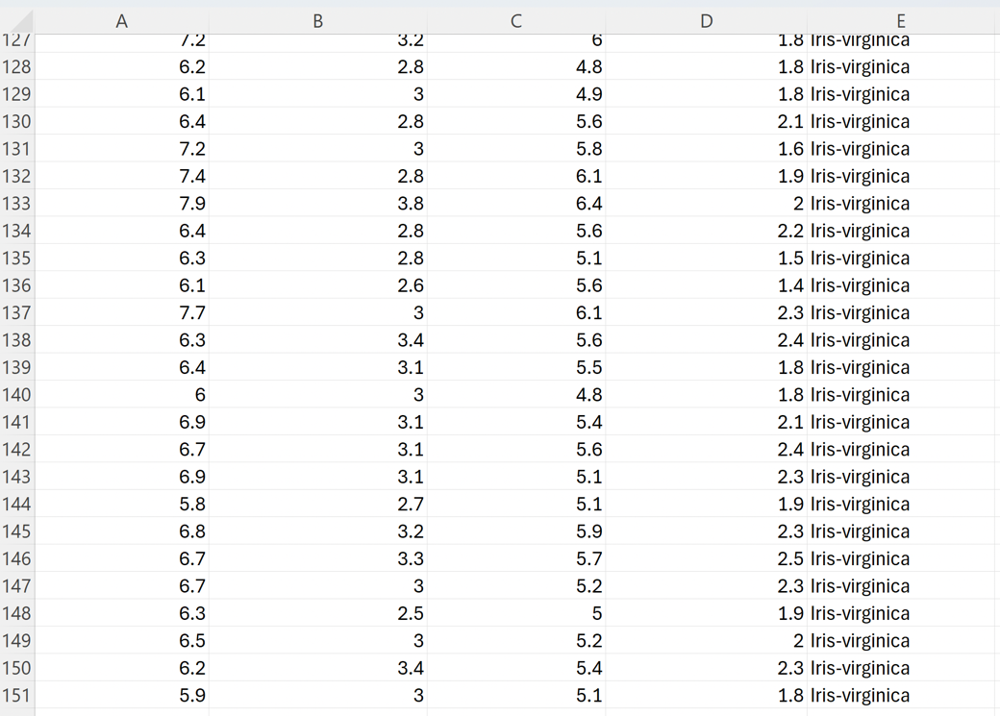 A B C D E
127 7.2 3.2 6 1.8 Iris-virginica
128 6.2 2.8 4.8 1.8 Iris-virginica
129 6.1 3 4.9 1.8 Iris-virginica
130 6.4 2.8 5.6 2.1 Iris-virginica
131 7.2 3 5.8 1.6 Iris-virginica
132 7.4 2.8 6.1 1.9 Iris-virginica
133 7.9 3.8 6.4 2 Iris-virginica
134 6.4 2.8 5.6 2.2 Iris-virginica
135 6.3 2.8 5.1 1.5 Iris-virginica
136 6.1 2.6 5.6 1.4 Iris-virginica
137 7.7 3 6.1 2.3 Iris-virginica
138 6.3 3.4 5.6 2.4 Iris-virginica
139 6.4 3.1 5.5 1.8 Iris-virginica
140 6 3 4.8 1.8 Iris-virginica
141 6.9 3.1 5.4 2.1 Iris-virginica
142 6.7 3.1 5.6 2.4 Iris-virginica
143 6.9 3.1 5.1 2.3 Iris-virginica
144 5.8 2.7 5.1 1.9 Iris-virginica
145 6.8 3.2 5.9 2.3 Iris-virginica
146 6.7 3.3 5.7 2.5 Iris-virginica
147 6.7 3 5.2 2.3 Iris-virginica
148 6.3 2.5 5 1.9 Iris-virginica
149 6.5 3 5.2 2 Iris-virginica
150 6.2 3.4 5.4 2.3 Iris-virginica
151 5.9 3 5.1 1.8 Iris-virginica